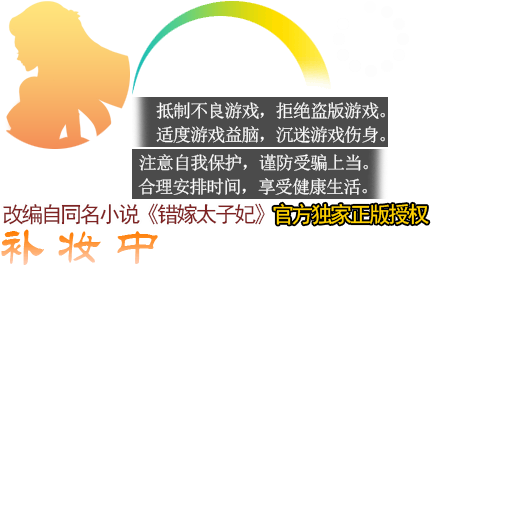 抵制不良游戏，拒绝盗版游戏。
适度游戏益脑，沉迷游戏伤身。
注意自我保护，谨防受骗上当。
合理安排时间，享受健康生活。
改编自同名小说《错嫁太子妃》官方独家正版授权
补妆中